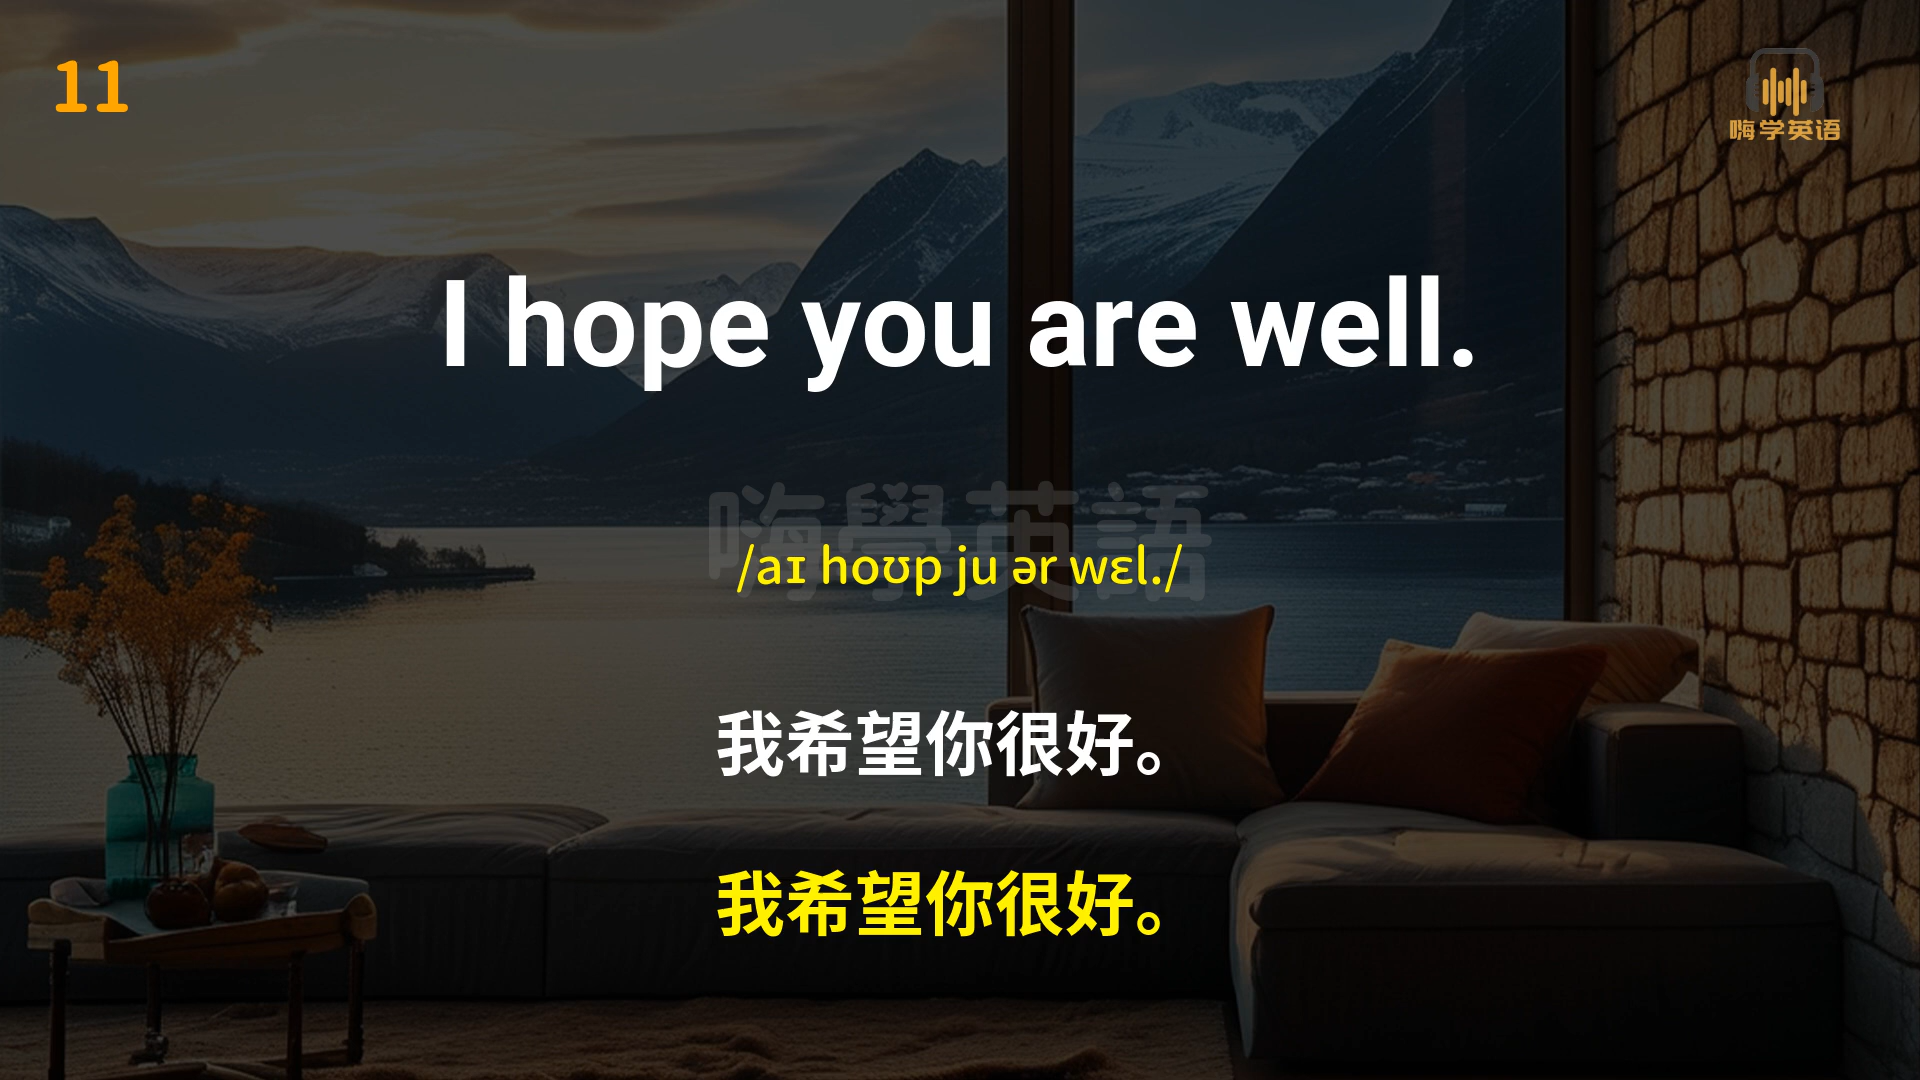 11
嗨学英语
I hope you are well.
嗨學英語
/aɪ hoʊp ju ər wɛl./
我希望你很好。
我希望你很好。